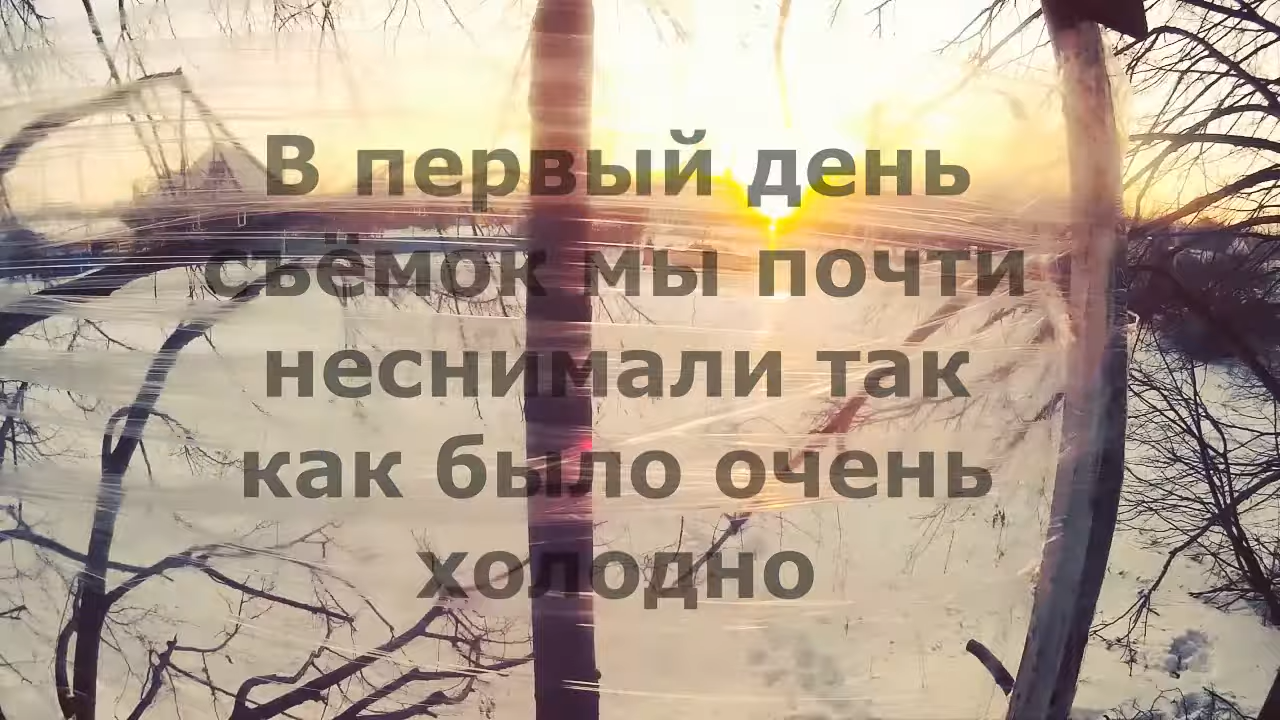 В первый день
съёмок мы почти
неснимали так
как было очень
холодно